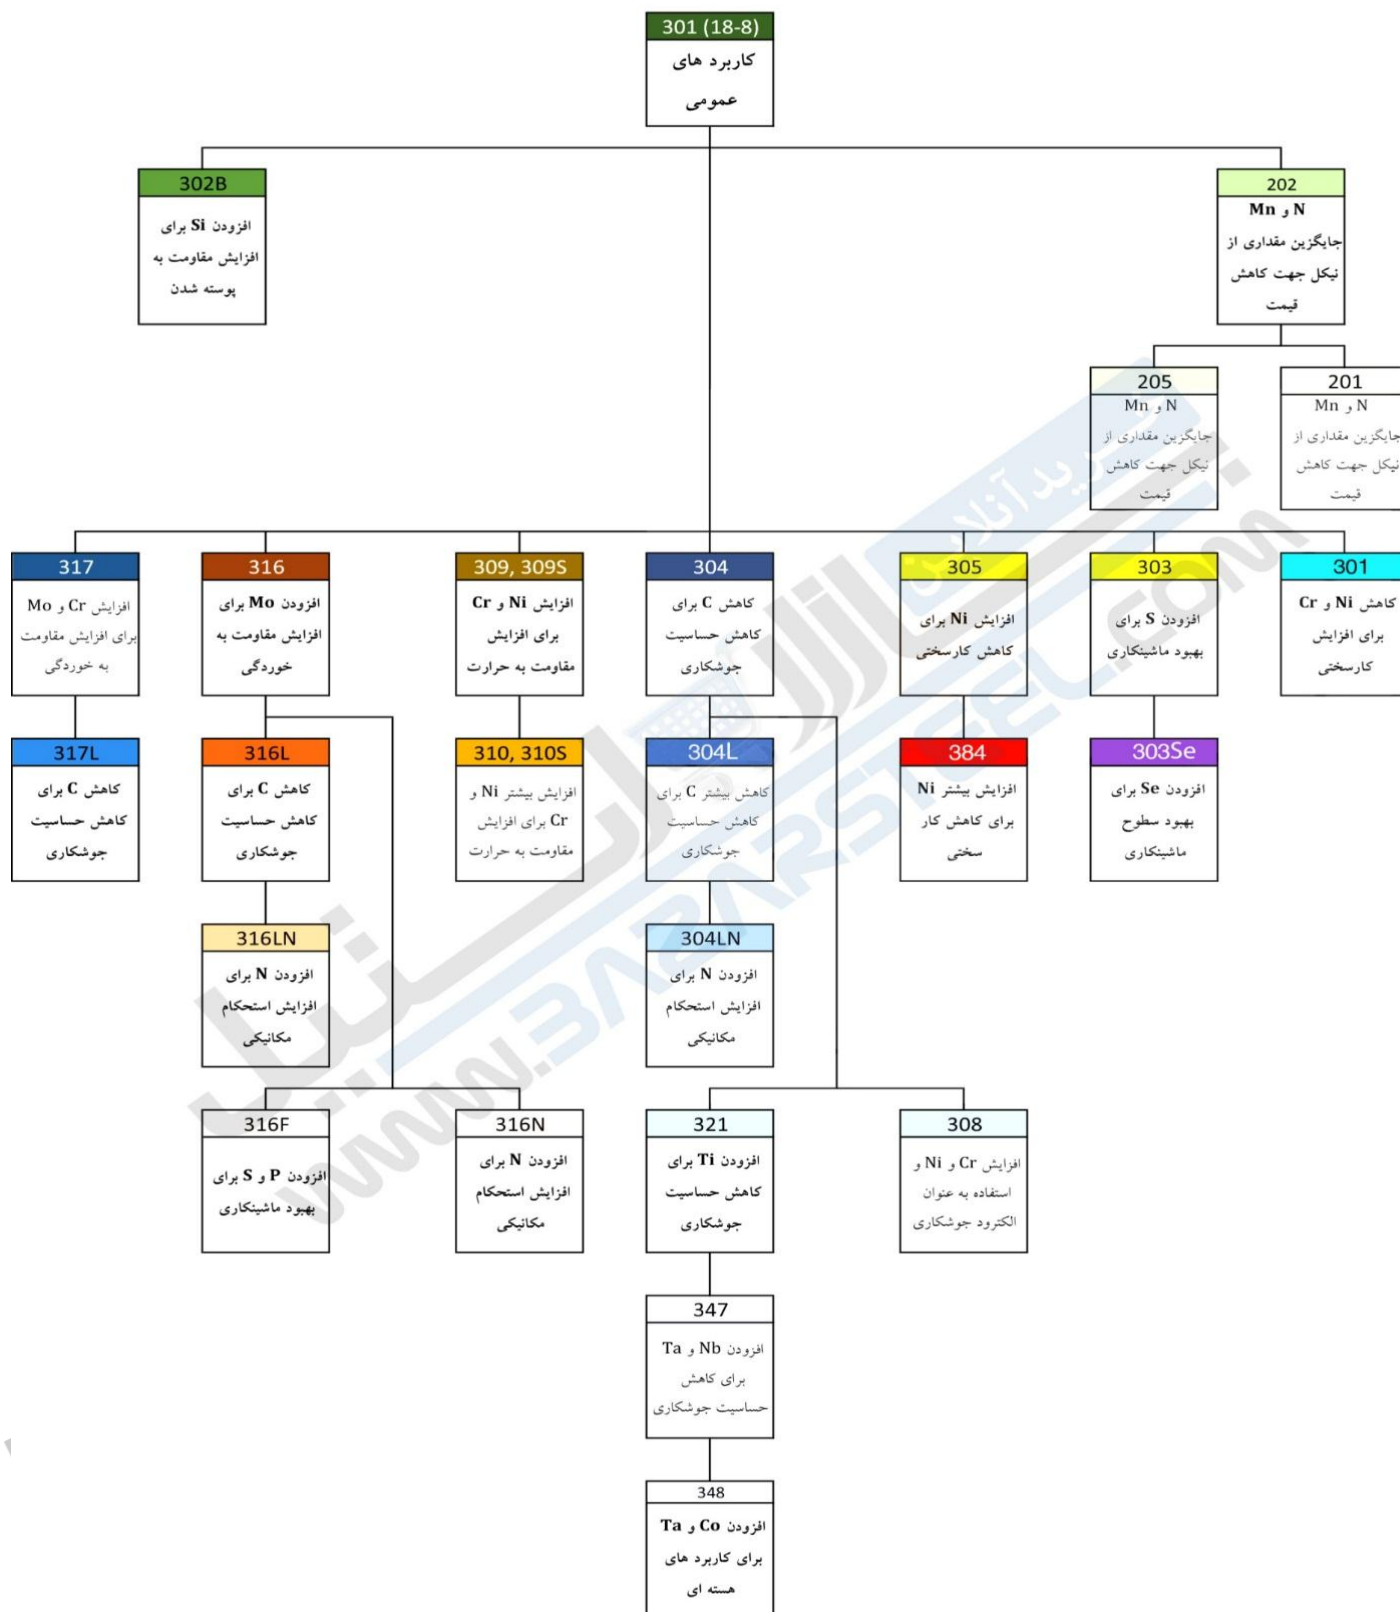 301 (18-8)
کاربرد های
عمومی
302B
افزودن Si برای
افزایش مقاومت به
پوسته شدن
202
Mn و N
جایگزین مقداری از
نیکل جهت کاهش
قیمت
205
Mn و N
جایگزین مقداری از
نیکل جهت کاهش
قیمت
201
Mn و N
جایگزین مقداری از
نیکل جهت کاهش
قیمت
317
افزایش Cr و Mo
برای افزایش مقاومت
به خوردگی
316
افزودن Mo برای
افزایش مقاومت به
خوردگی
309, 309S
افزایش Ni و Cr
برای افزایش
مقاومت به حرارت
304
کاهش C برای
کاهش حساسیت
جوشکاری
305
افزایش Ni برای
کاهش کارسختی
303
افزودن S برای
بهبود ماشینکاری
301
کاهش Ni و Cr
برای افزایش
کارسختی
317L
کاهش C برای
کاهش حساسیت
جوشکاری
316L
کاهش C برای
کاهش حساسیت
جوشکاری
310, 310S
افزایش بیشتر Ni و
Cr برای افزایش
مقاومت به حرارت
304L
کاهش بیشتر C برای
کاهش حساسیت
جوشکاری
384
افزایش بیشتر Ni
برای کاهش کار
سختی
303Se
افزودن Se برای
بهبود سطوح
ماشینکاری
316LN
افزودن N برای
افزایش استحکام
مکانیکی
304LN
افزودن N برای
افزایش استحکام
مکانیکی
316F
افزودن P و S برای
بهبود ماشینکاری
316N
افزودن N برای
افزایش استحکام
مکانیکی
321
افزودن Ti برای
کاهش حساسیت
جوشکاری
308
افزایش Cr و Ni و
استفاده به عنوان
الکترود جوشکاری
347
افزودن Nb و Ta
برای کاهش
حساسیت جوشکاری
348
افزودن Co و Ta
برای کاربرد های
هسته ای
خرید آنلاین
بازار استیل
WWW.BAZARSTEEL.COM